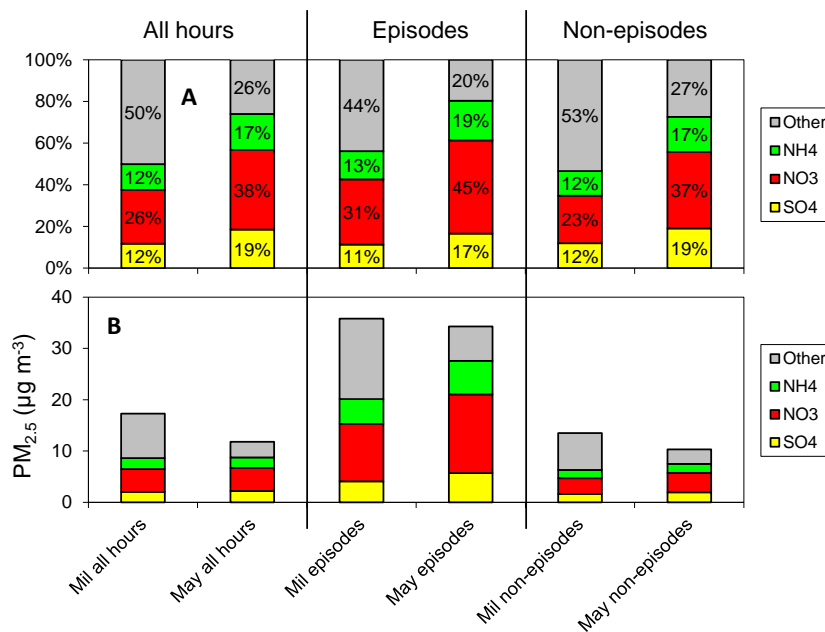 All hours Episodes Non-episodes
100%
80%
60%
40%
20%
0%
A
50%
12%
26%
12%
26%
17%
38%
19%
44%
13%
31%
11%
20%
19%
45%
17%
53%
12%
23%
12%
27%
17%
37%
19%
Other
NH4
NO3
SO4
B
PM2.5 (µg m-3)
40
30
20
10
0
Other
NH4
NO3
SO4
Mil all hours
May all hours
Mil episodes
May episodes
Mil non-episodes
May non-episodes